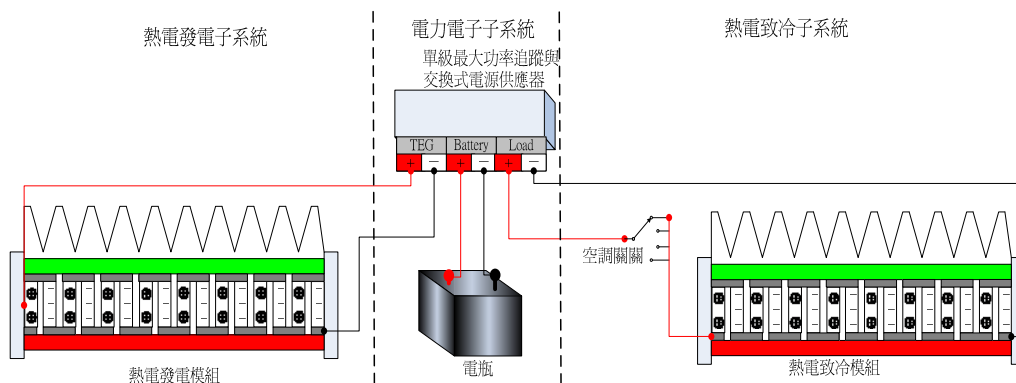 熱電發電子系統
電力電子子系統
熱電致冷子系統
單級最大功率追蹤與
交換式電源供應器
TEG Battery Load
+ − + − + −
空調關關
電瓶
熱電發電模組
熱電致冷模組